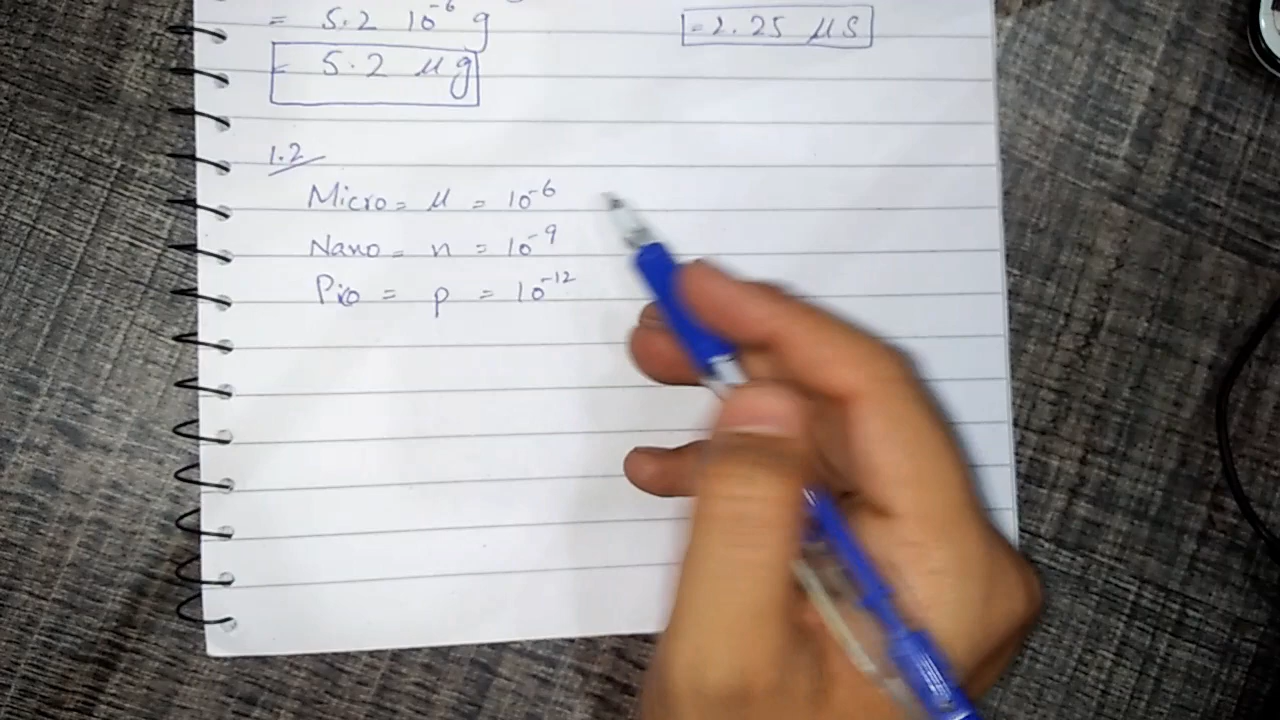 = 5.2 10⁻⁶ g
= 2.25 μS
= 5.2 μg
1.2
Micro = μ = 10⁻⁶
Nano = n = 10⁻⁹
Pico = p = 10⁻¹²